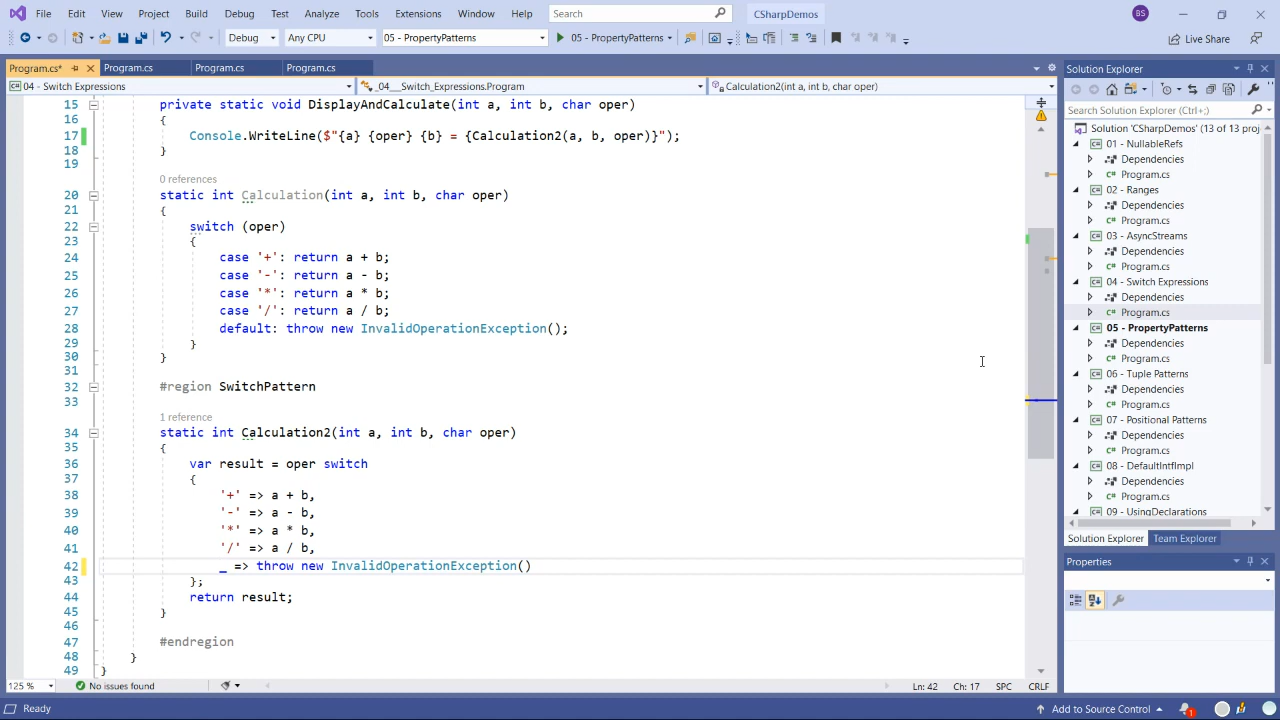 File Edit View Git Project Build Debug Test Analyze Tools Extensions Window Help Search CSharpDemos BS
Debug Any CPU 05 - PropertyPatterns 05 - PropertyPatterns Live Share
Program.cs* Program.cs Program.cs Program.cs
04 - Switch Expressions _04___Switch_Expressions.Program Calculation2(int a, int b, char oper)
15 private static void DisplayAndCalculate(int a, int b, char oper)
16 {
17 Console.WriteLine($"{a} {oper} {b} = {Calculation2(a, b, oper)}");
18 }
19
0 references
20 static int Calculation(int a, int b, char oper)
21 {
22 switch (oper)
23 {
24 case '+': return a + b;
25 case '-': return a - b;
26 case '*': return a * b;
27 case '/': return a / b;
28 default: throw new InvalidOperationException();
29 }
30 }
31
32 #region SwitchPattern
33
1 reference
34 static int Calculation2(int a, int b, char oper)
35 {
36 var result = oper switch
37 {
38 '+' => a + b,
39 '-' => a - b,
40 '*' => a * b,
41 '/' => a / b,
42 _ => throw new InvalidOperationException()
43 };
44 return result;
45 }
46
47 #endregion
48 }
49 }
125 % No issues found Ln: 42 Ch: 17 SPC CRLF
Solution Explorer
Search Solution Explorer (Ctrl+;)
Solution 'CSharpDemos' (13 of 13 proj
01 - NullableRefs
Dependencies
Program.cs
02 - Ranges
Dependencies
Program.cs
03 - AsyncStreams
Dependencies
Program.cs
04 - Switch Expressions
Dependencies
Program.cs
05 - PropertyPatterns
Dependencies
Program.cs
06 - Tuple Patterns
Dependencies
Program.cs
07 - Positional Patterns
Dependencies
Program.cs
08 - DefaultIntfImpl
Dependencies
Program.cs
09 - UsingDeclarations
Solution Explorer Team Explorer
Properties
Ready Add to Source Control 1